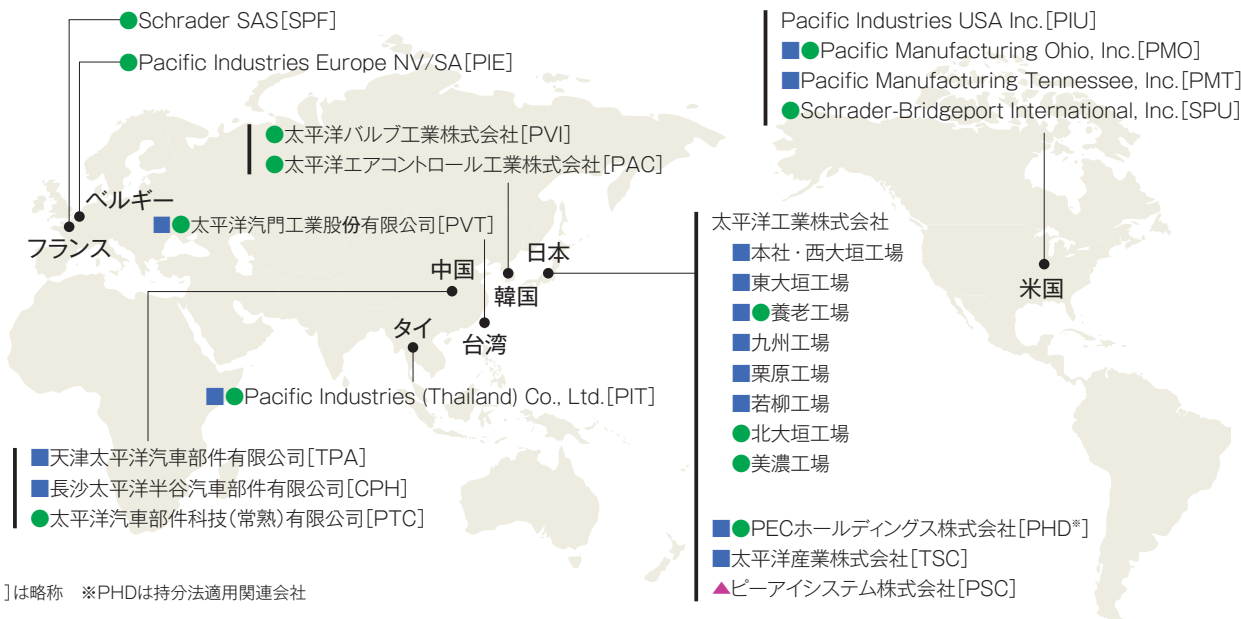 ●Schrader SAS[SPF]
●Pacific Industries Europe NV/SA[PIE]
ベルギー
フランス
●太平洋バルブ工業株式会社[PVI]
●太平洋エアコントロール工業株式会社[PAC]
■●太平洋汽門工業股份有限公司[PVT]
中国
韓国
日本
タイ
台湾
■●Pacific Industries (Thailand) Co., Ltd.[PIT]
■天津太平洋汽車部件有限公司[TPA]
■長沙太平洋半谷汽車部件有限公司[CPH]
●太平洋汽車部件科技(常熟)有限公司[PTC]
Pacific Industries USA Inc.[PIU]
■●Pacific Manufacturing Ohio, Inc.[PMO]
■Pacific Manufacturing Tennessee, Inc.[PMT]
●Schrader-Bridgeport International, Inc.[SPU]
米国
太平洋工業株式会社
■本社・西大垣工場
■東大垣工場
■●養老工場
■九州工場
■栗原工場
■若柳工場
●北大垣工場
●美濃工場
■●PECホールディングス株式会社[PHD※]
■太平洋産業株式会社[TSC]
▲ピーアイシステム株式会社[PSC]
]は略称 ※PHDは持分法適用関連会社